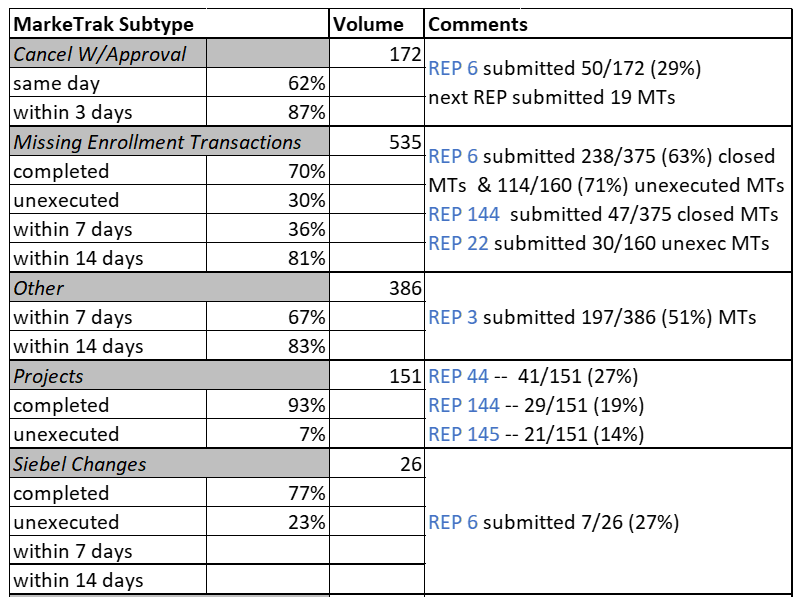 MarkeTrak Subtype Volume Comments
Cancel W/Approval 172
same day 62%
within 3 days 87%
REP 6 submitted 50/172 (29%)
next REP submitted 19 MTs
Missing Enrollment Transactions 535
completed 70%
unexecuted 30%
within 7 days 36%
within 14 days 81%
REP 6 submitted 238/375 (63%) closed
MTs & 114/160 (71%) unexecuted MTs
REP 144 submitted 47/375 closed MTs
REP 22 submitted 30/160 unexec MTs
Other 386
within 7 days 67%
within 14 days 83%
REP 3 submitted 197/386 (51%) MTs
Projects 151
completed 93%
unexecuted 7%
REP 44 -- 41/151 (27%)
REP 144 -- 29/151 (19%)
REP 145 -- 21/151 (14%)
Siebel Changes 26
completed 77%
unexecuted 23%
within 7 days
within 14 days
REP 6 submitted 7/26 (27%)